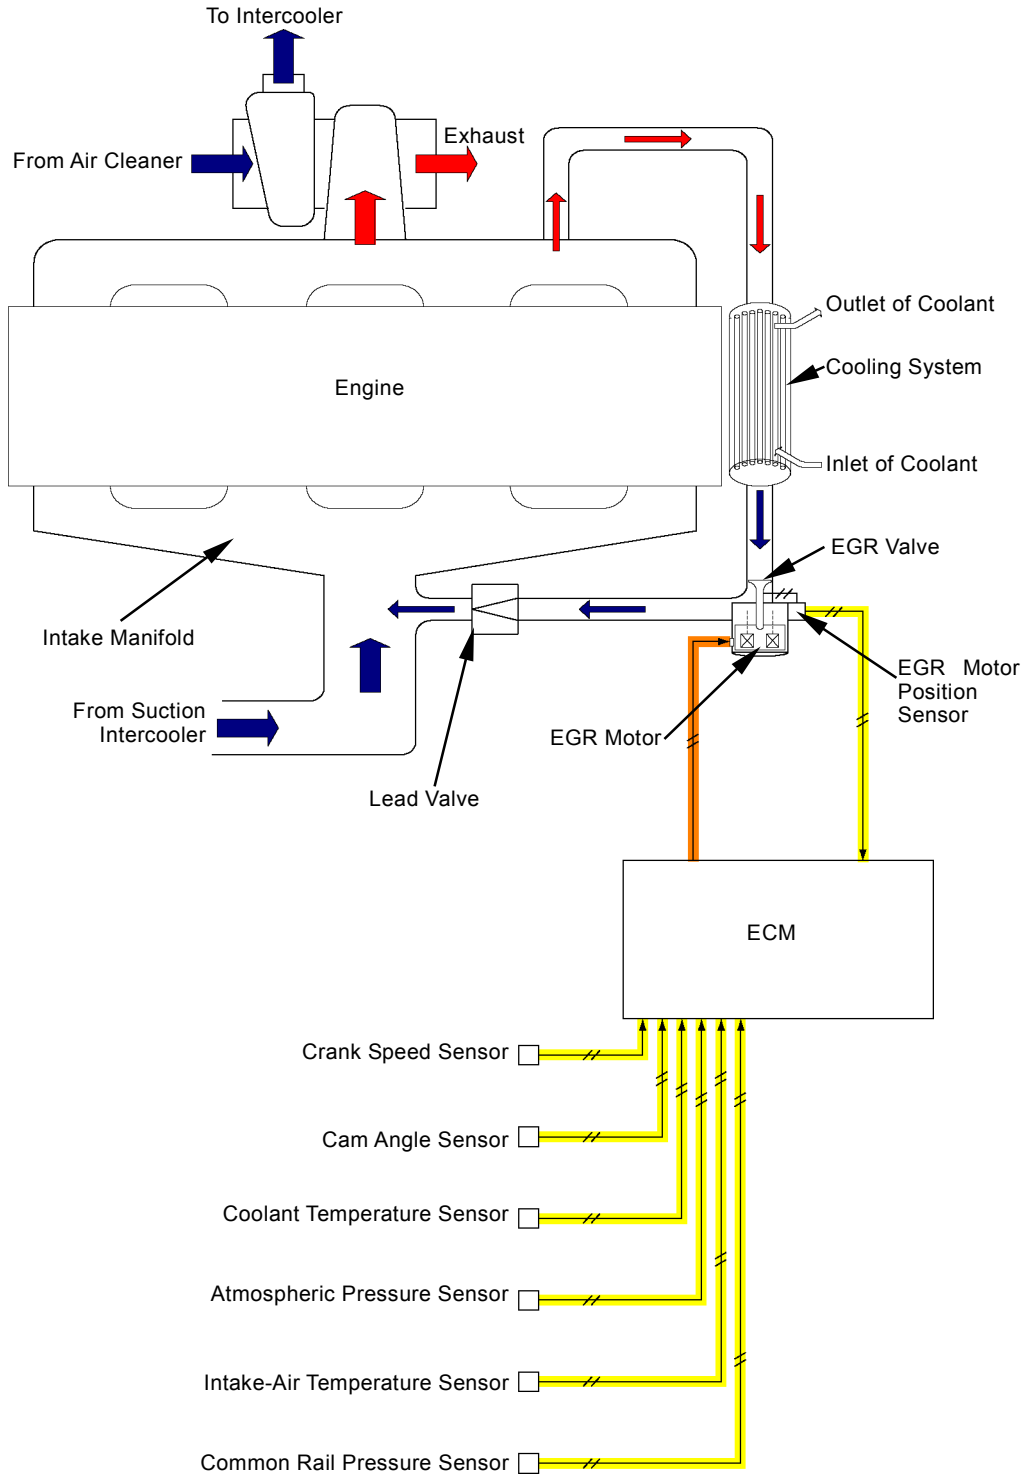 To Intercooler
Exhaust
From Air Cleaner
Outlet of Coolant
Cooling System
Engine
Inlet of Coolant
EGR Valve
Intake Manifold
EGR Motor
Position
Sensor
From Suction
Intercooler
EGR Motor
Lead Valve
ECM
Crank Speed Sensor
Cam Angle Sensor
Coolant Temperature Sensor
Atmospheric Pressure Sensor
Intake-Air Temperature Sensor
Common Rail Pressure Sensor